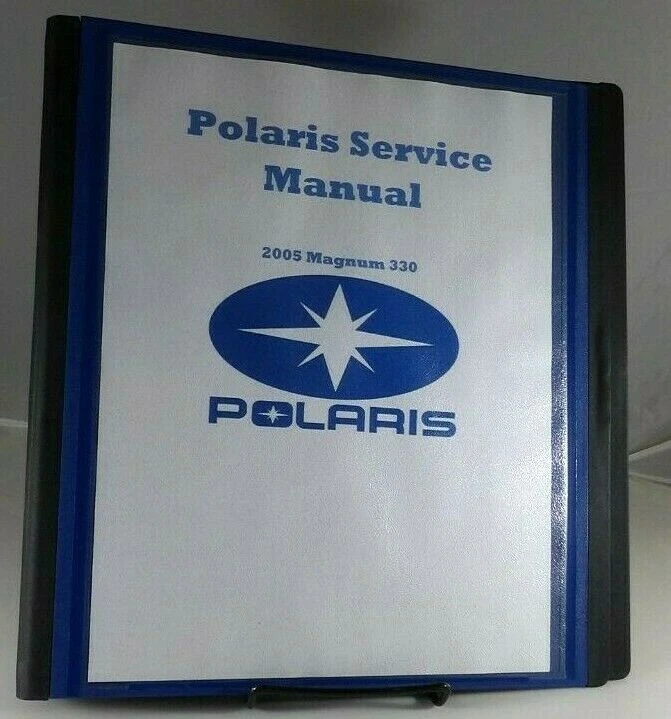 Polaris Service
Manual
2005 Magnum 330
POLARIS